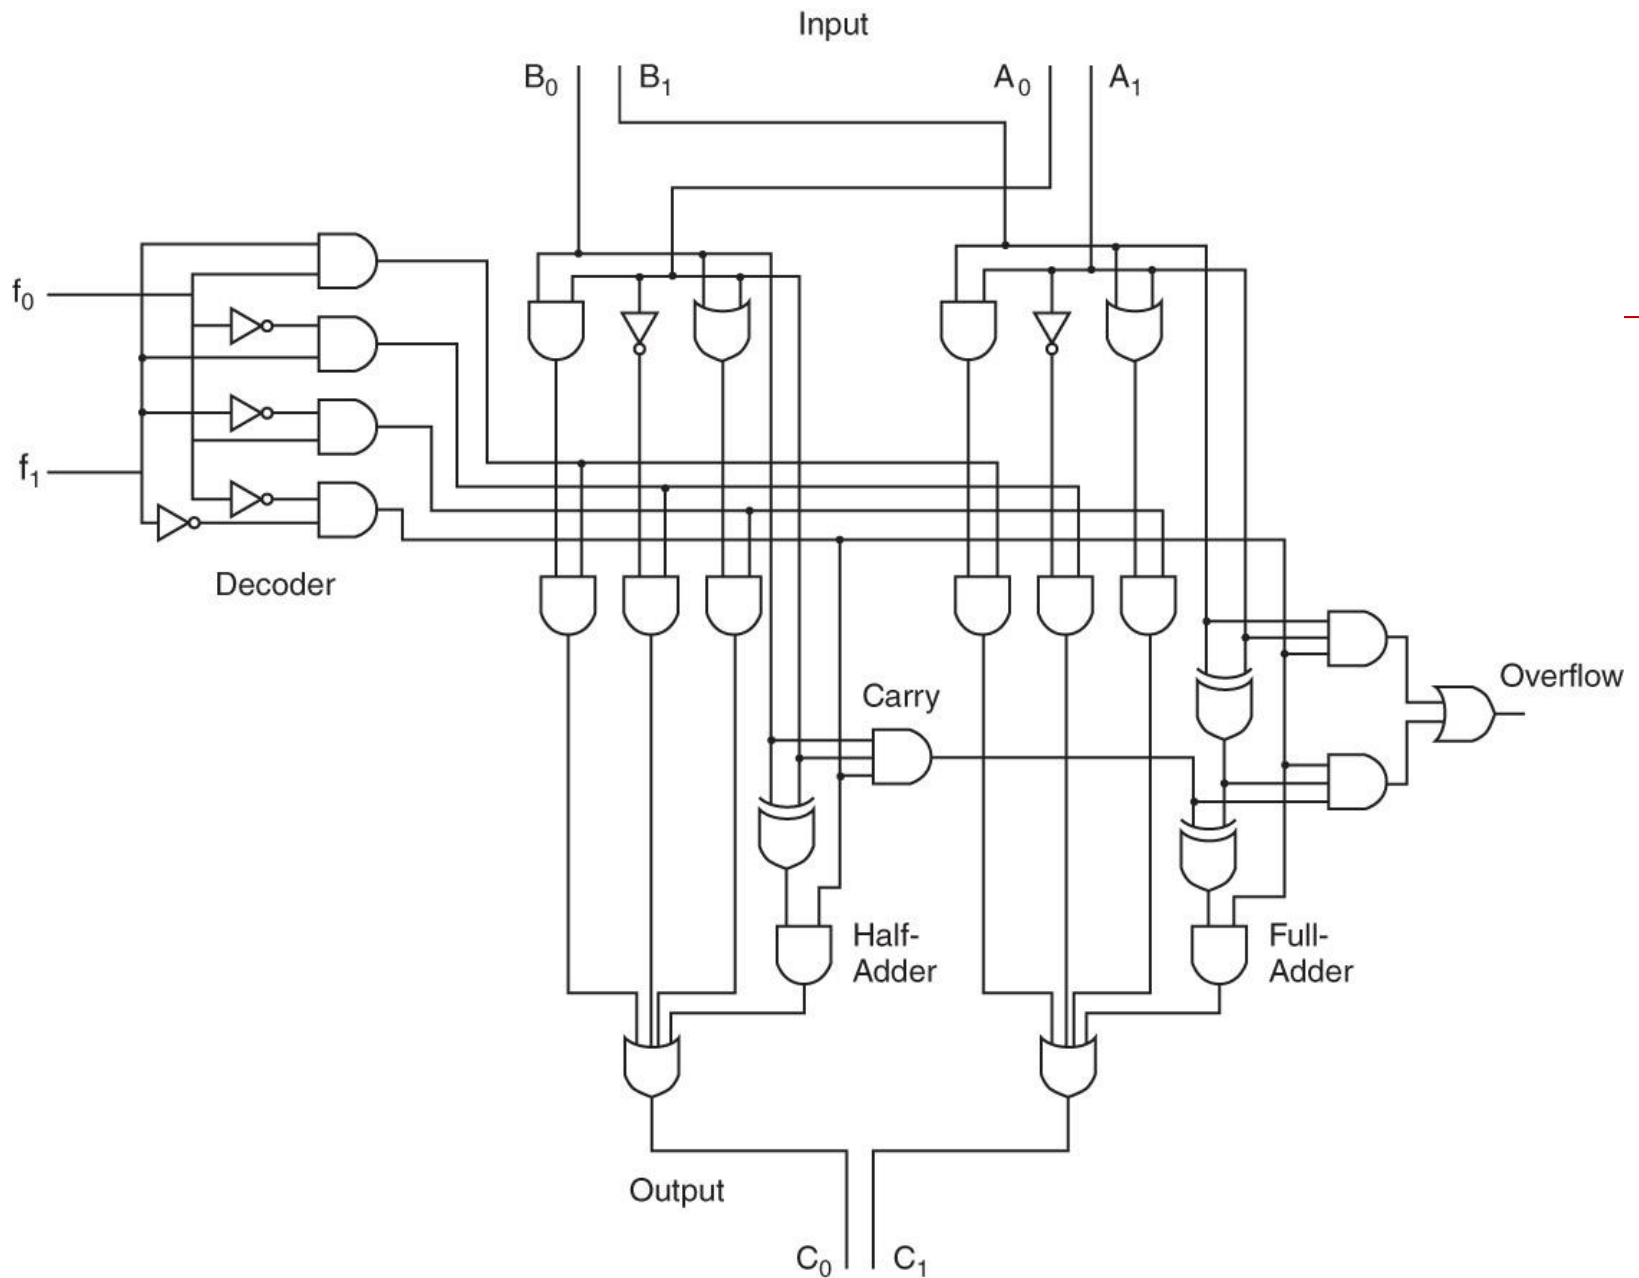 Input
B₀ B₁ A₀ A₁
f₀
f₁
Decoder
Overflow
Carry
Half-
Adder
Full-
Adder
Output
C₀ C₁